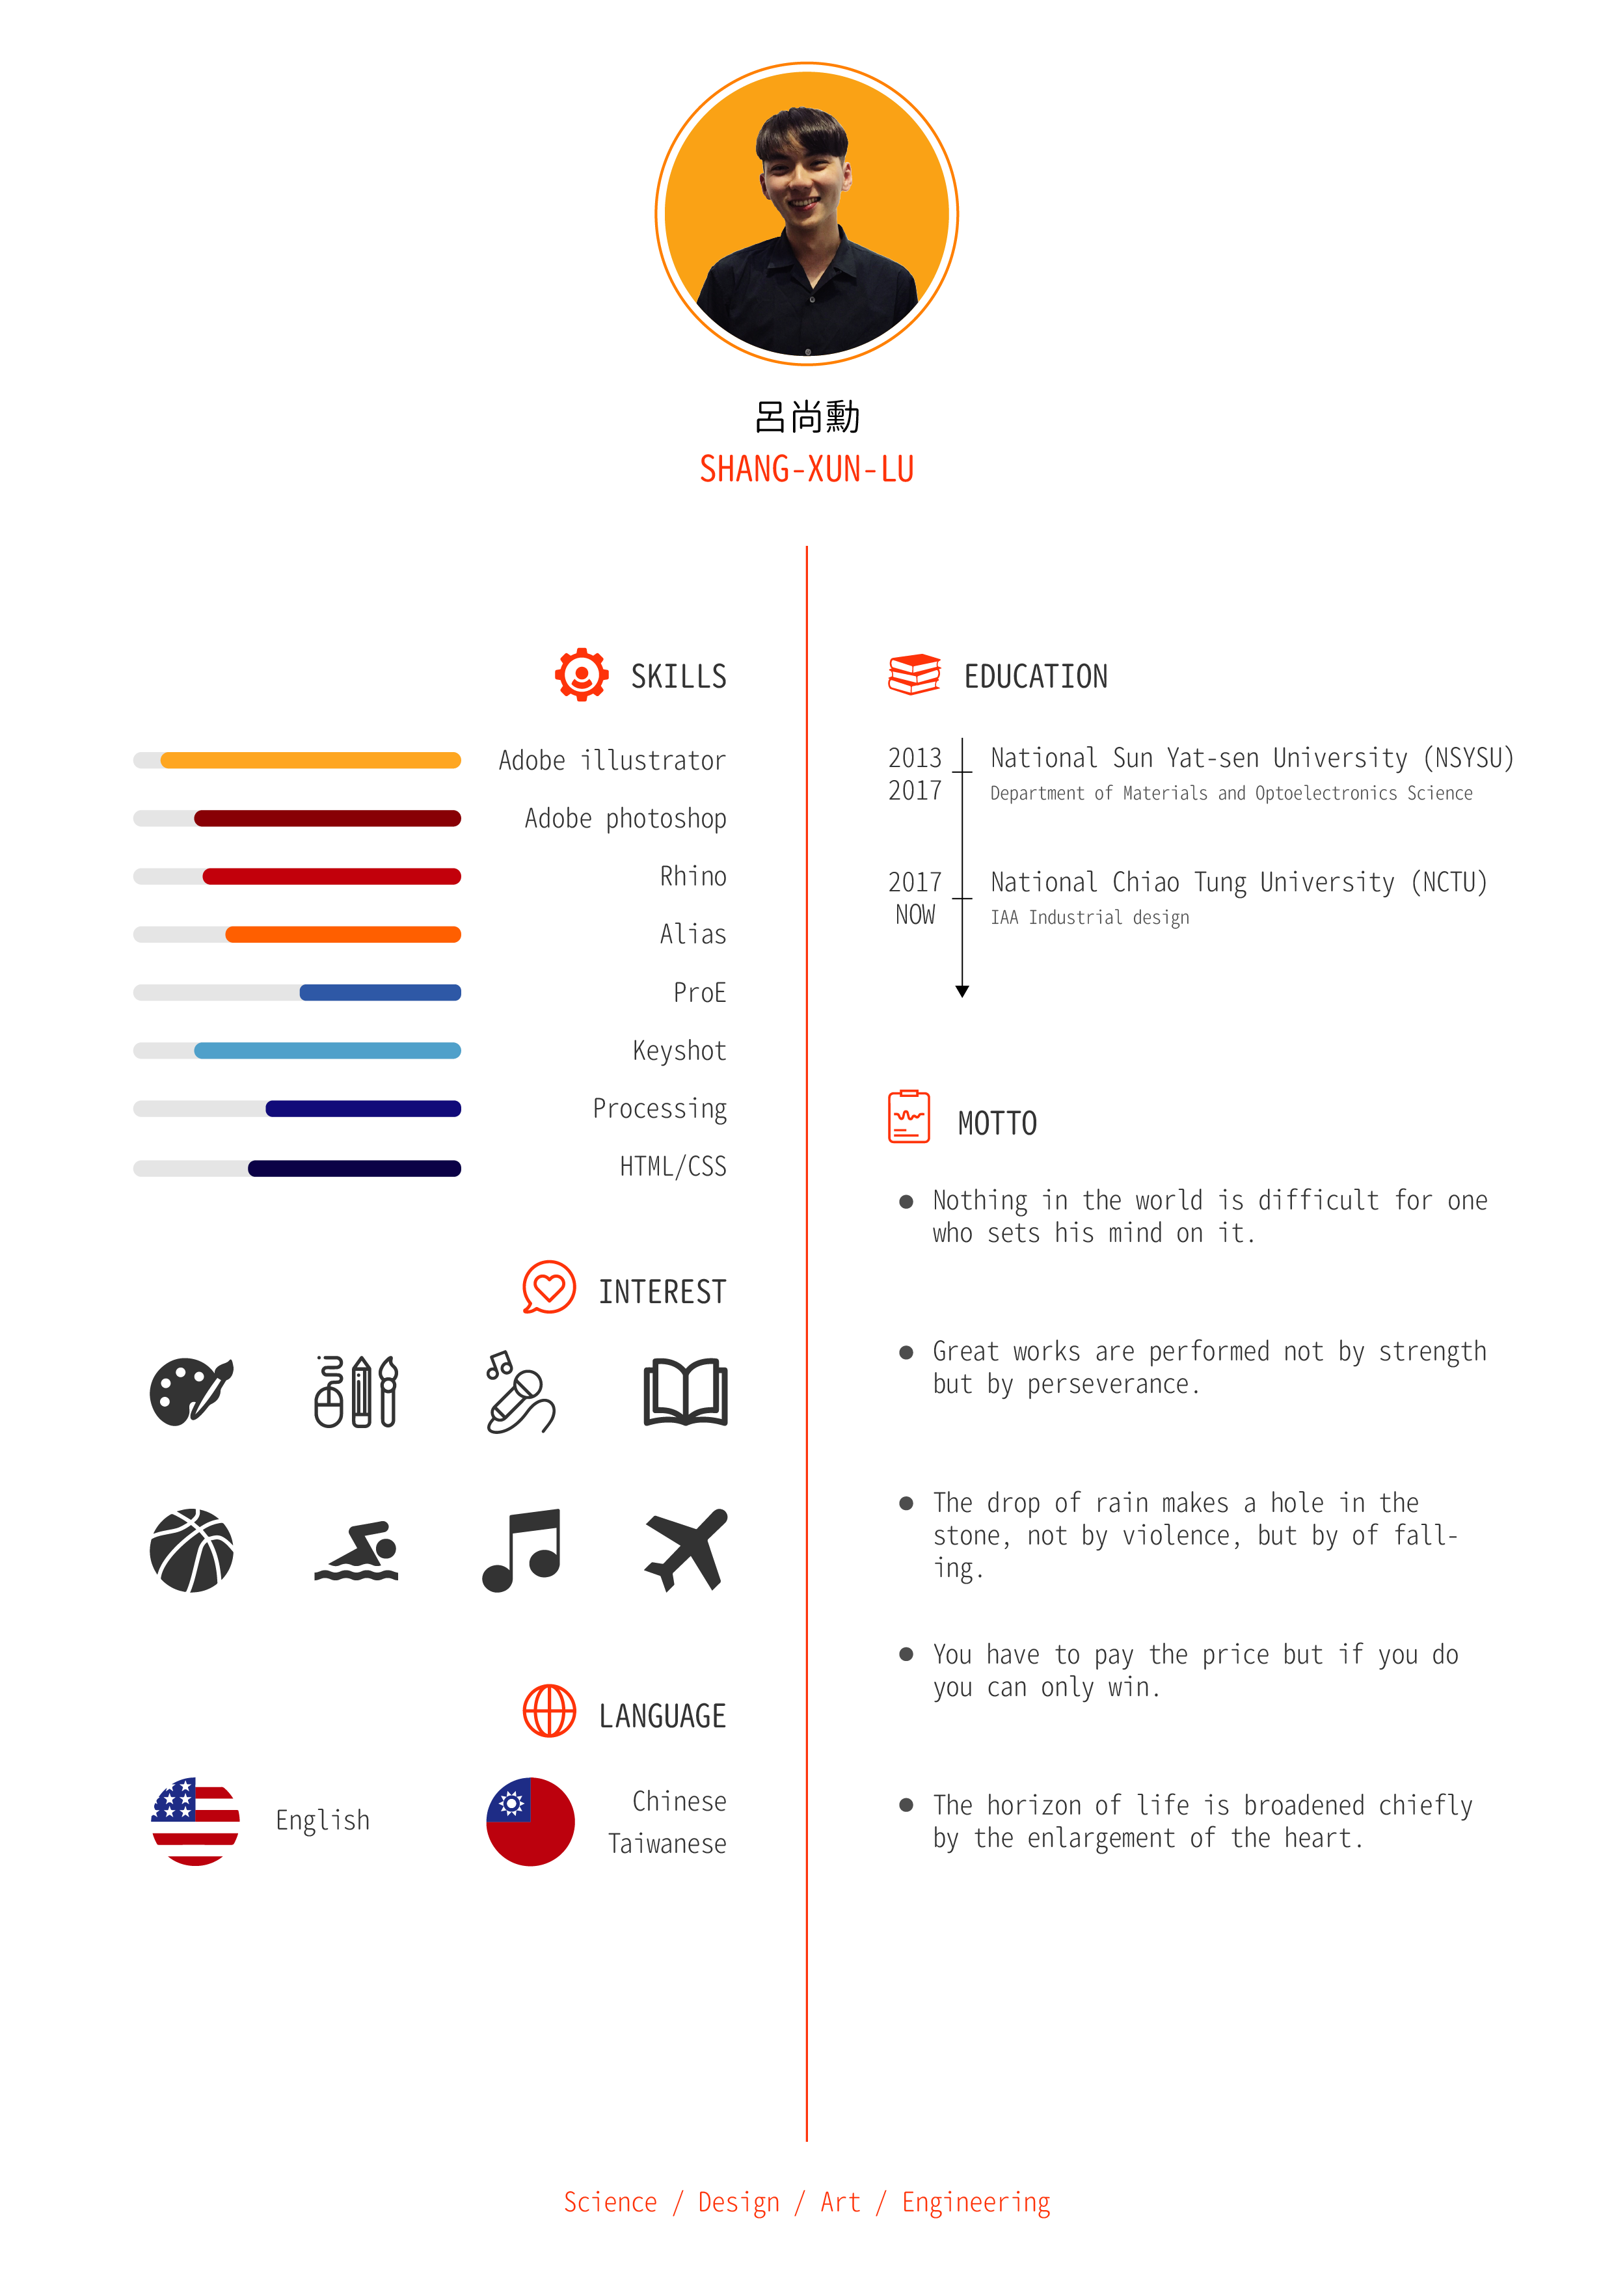 呂尚勳
SHANG-XUN-LU
SKILLS
Adobe illustrator
Adobe photoshop
Rhino
Alias
ProE
Keyshot
Processing
HTML/CSS
INTEREST
LANGUAGE
English
Chinese
Taiwanese
EDUCATION
2013
2017
National Sun Yat-sen University (NSYSU)
Department of Materials and Optoelectronics Science
2017
NOW
National Chiao Tung University (NCTU)
IAA Industrial design
MOTTO
Nothing in the world is difficult for one
who sets his mind on it.
Great works are performed not by strength
but by perseverance.
The drop of rain makes a hole in the
stone, not by violence, but by of fall-
ing.
You have to pay the price but if you do
you can only win.
The horizon of life is broadened chiefly
by the enlargement of the heart.
Science / Design / Art / Engineering